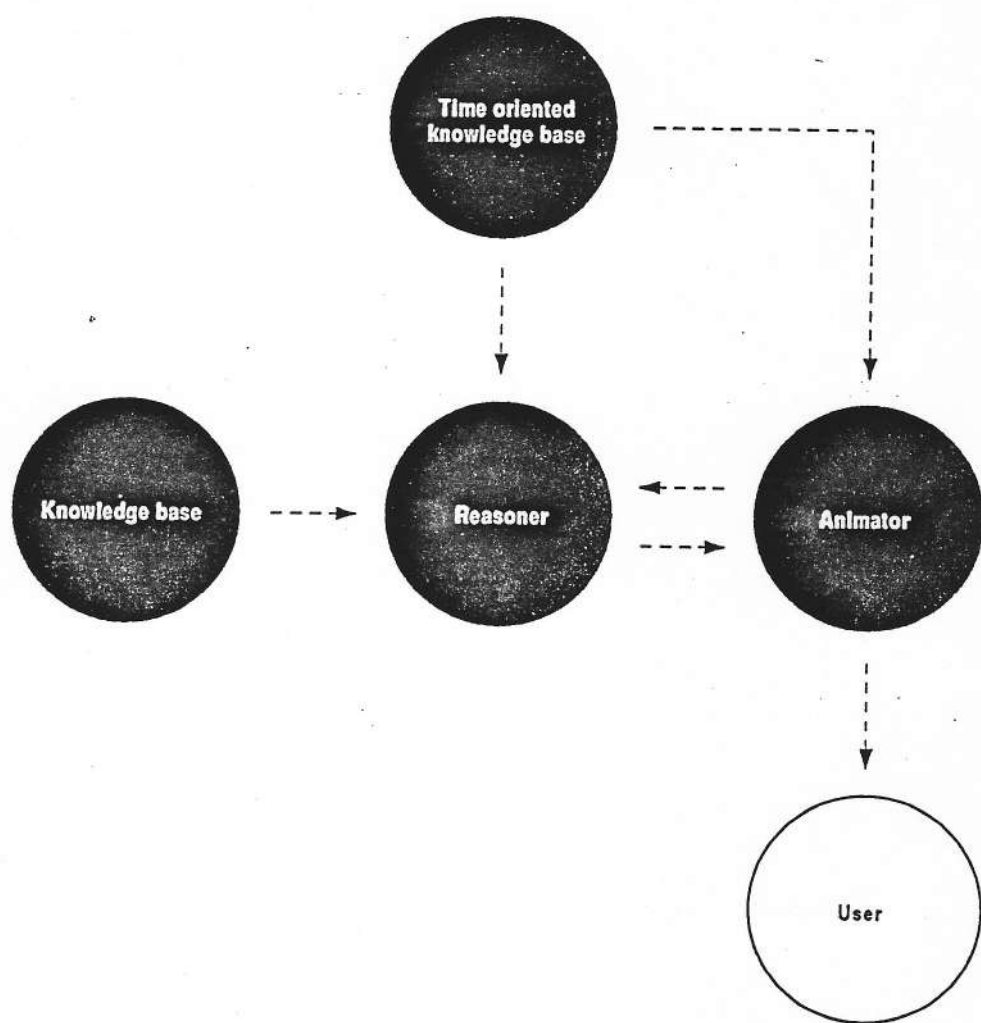 Time oriented
knowledge base
Knowledge base
Reasoner
Animator
User